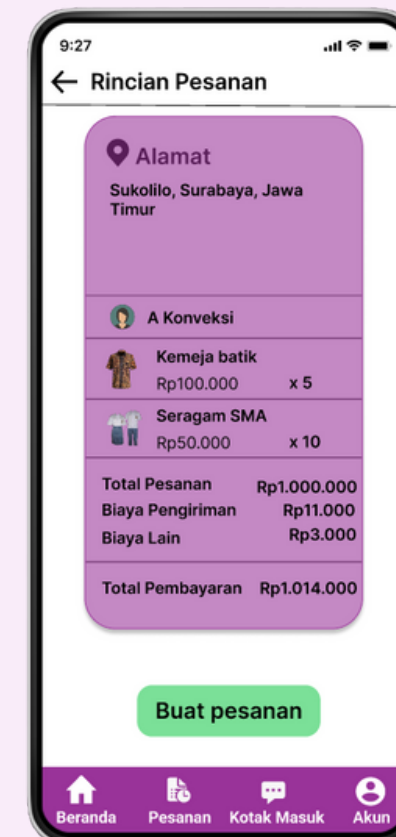 9:27
Rincian Pesanan
Alamat
Sukolilo, Surabaya, Jawa
Timur
A Konveksi
Kemeja batik
Rp100.000 x 5
Seragam SMA
Rp50.000 x 10
Total Pesanan Rp1.000.000
Biaya Pengiriman Rp11.000
Biaya Lain Rp3.000
Total Pembayaran Rp1.014.000
Buat pesanan
Beranda Pesanan Kotak Masuk Akun